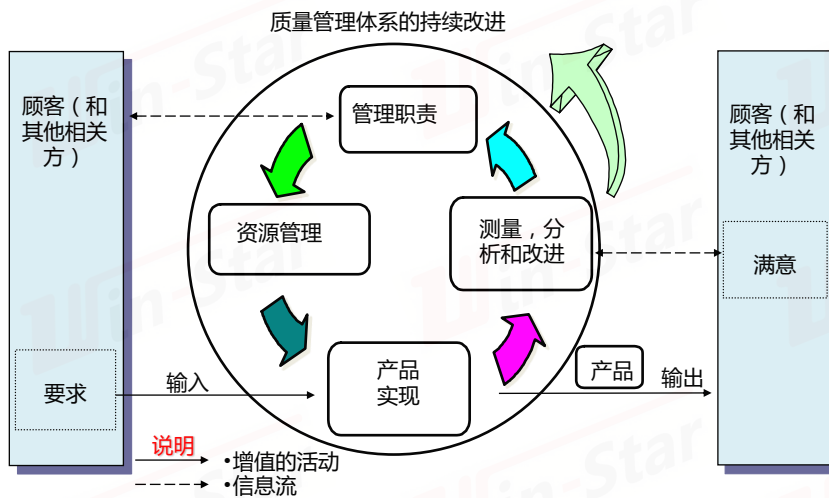 质量管理体系的持续改进
顾客（和
其他相关
方）
管理职责
顾客（和
其他相关
方）
资源管理
测量，分
析和改进
满意
要求
输入
产品
实现
产品
输出
说明
•增值的活动
•信息流